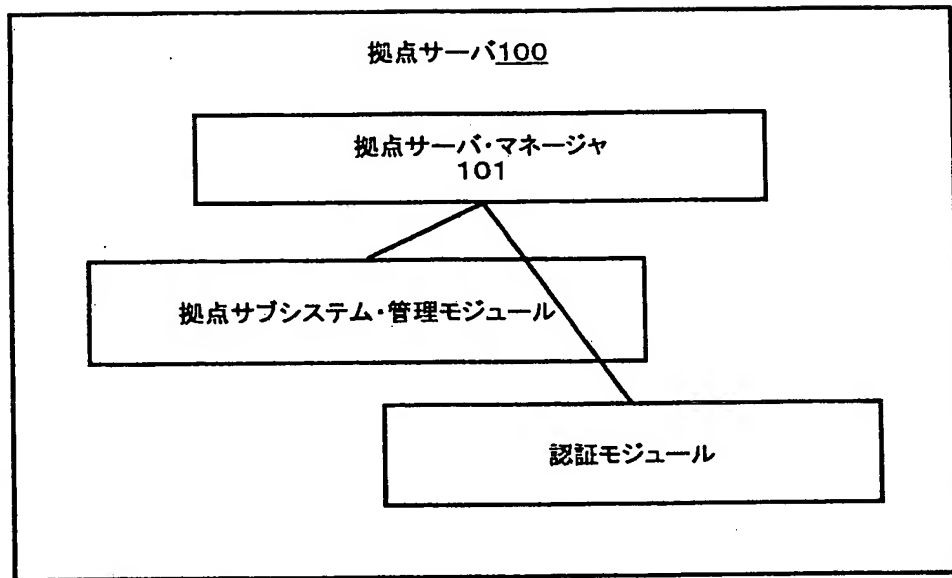 拠点サーバ100
拠点サーバ・マネージャ
101
拠点サブシステム・管理モジュール
認証モジュール